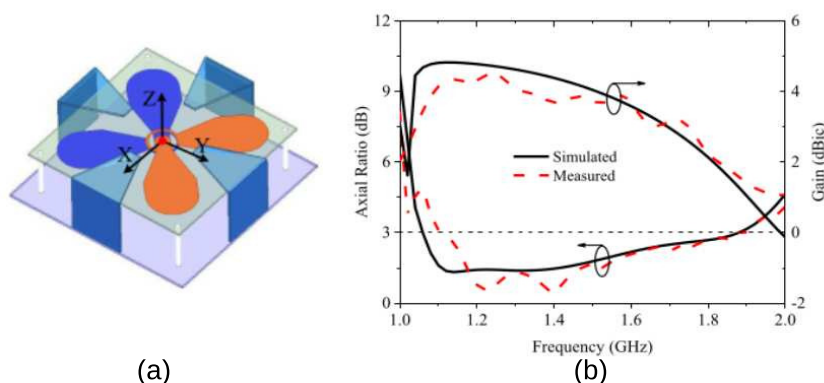 Z
X
Y
(a)
12
9
6
3
0
Axial Ratio (dB)
Simulated
Measured
6
4
2
0
-2
Gain (dBic)
1.0 1.2 1.4 1.6 1.8 2.0
Frequency (GHz)
(b)